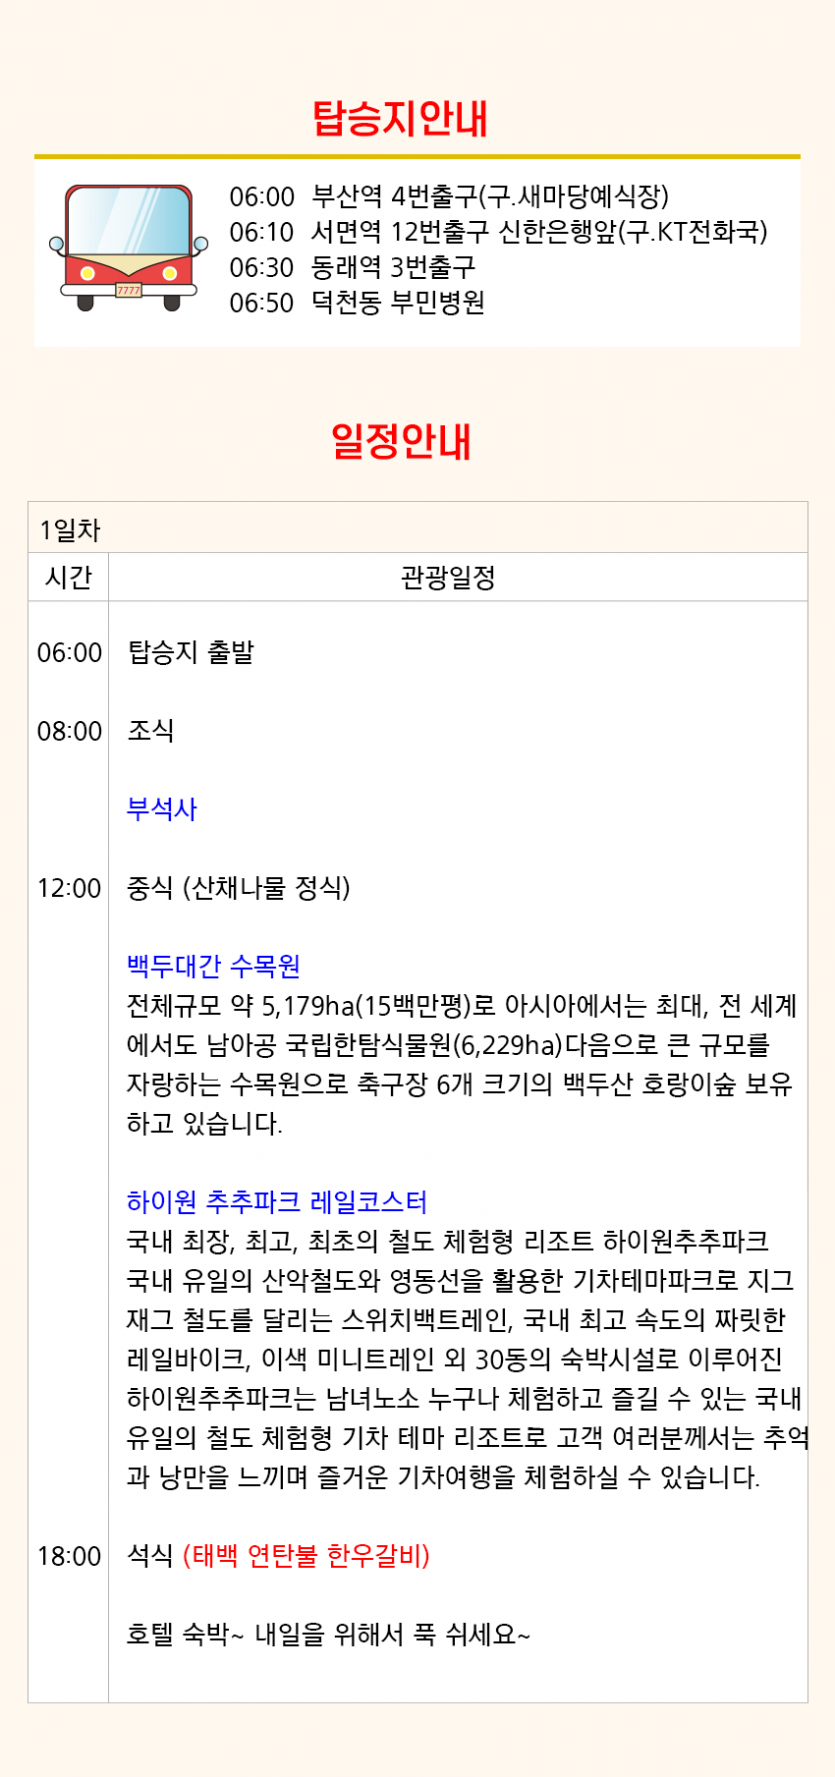 탑승지안내
7777
06:00 부산역 4번출구(구.새마당예식장)
06:10 서면역 12번출구 신한은행앞(구.KT전화국)
06:30 동래역 3번출구
06:50 덕천동 부민병원
일정안내
1일차
시간 관광일정
06:00 탑승지 출발
08:00 조식
부석사
12:00 중식 (산채나물 정식)
백두대간 수목원
전체규모 약 5,179ha(15백만평)로 아시아에서는 최대, 전 세계
에서도 남아공 국립한탐식물원(6,229ha)다음으로 큰 규모를
자랑하는 수목원으로 축구장 6개 크기의 백두산 호랑이숲 보유
하고 있습니다.
하이원 추추파크 레일코스터
국내 최장, 최고, 최초의 철도 체험형 리조트 하이원추추파크
국내 유일의 산악철도와 영동선을 활용한 기차테마파크로 지그
재그 철도를 달리는 스위치백트레인, 국내 최고 속도의 짜릿한
레일바이크, 이색 미니트레인 외 30동의 숙박시설로 이루어진
하이원추추파크는 남녀노소 누구나 체험하고 즐길 수 있는 국내
유일의 철도 체험형 기차 테마 리조트로 고객 여러분께서는 추억
과 낭만을 느끼며 즐거운 기차여행을 체험하실 수 있습니다.
18:00 석식 (태백 연탄불 한우갈비)
호텔 숙박~ 내일을 위해서 푹 쉬세요~